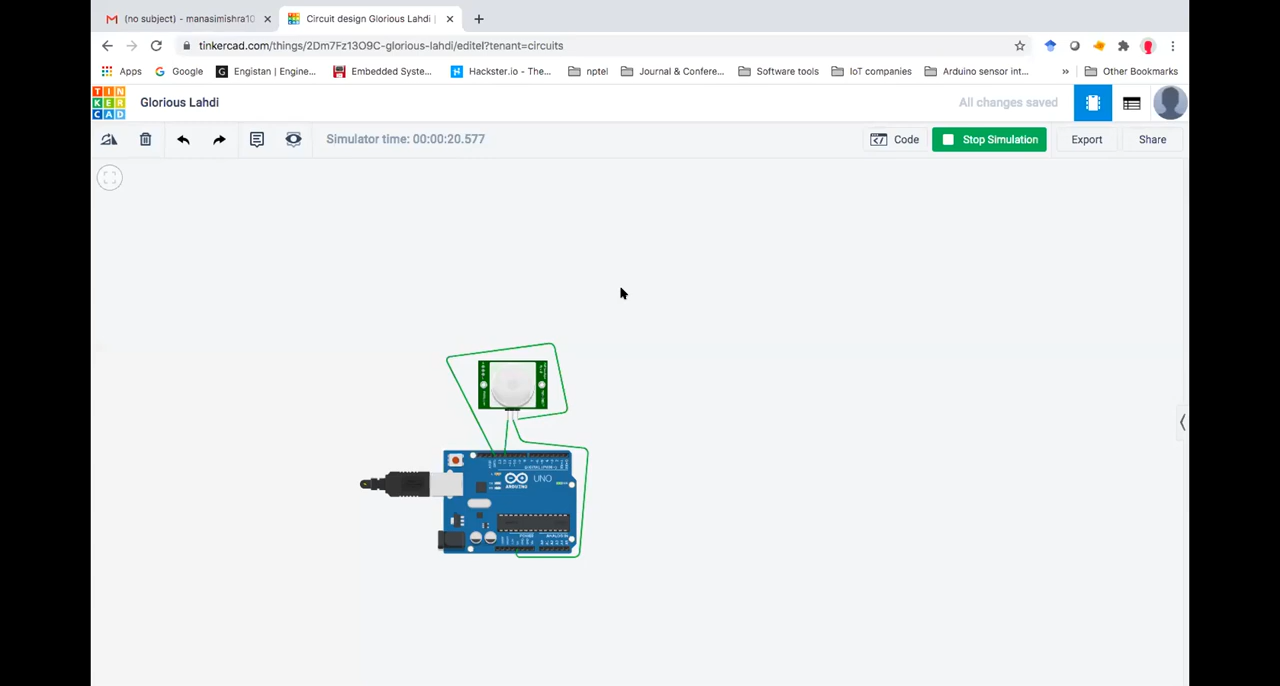 (no subject) - manasimishra10
Circuit design Glorious Lahdi |
tinkercad.com/things/2Dm7Fz13O9C-glorious-lahdi/editel?tenant=circuits
Apps Google Engistan | Engine... Embedded Syste... Hackster.io - The... nptel Journal & Confere... Software tools IoT companies Arduino sensor int... » Other Bookmarks
TIN
KER
CAD
Glorious Lahdi
All changes saved
Simulator time: 00:00:20.577
Code
Stop Simulation
Export
Share
UNO
ARDUINO